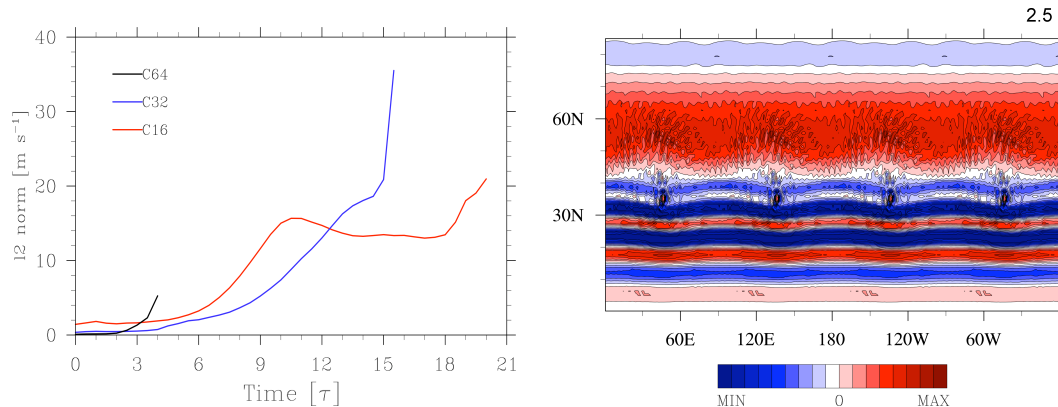 2.5
40
30
20
10
0
l2 norm [m s⁻¹]
C64
C32
C16
0 3 6 9 12 15 18 21
Time [τ]
60N
30N
60E 120E 180 120W 60W
MIN 0 MAX